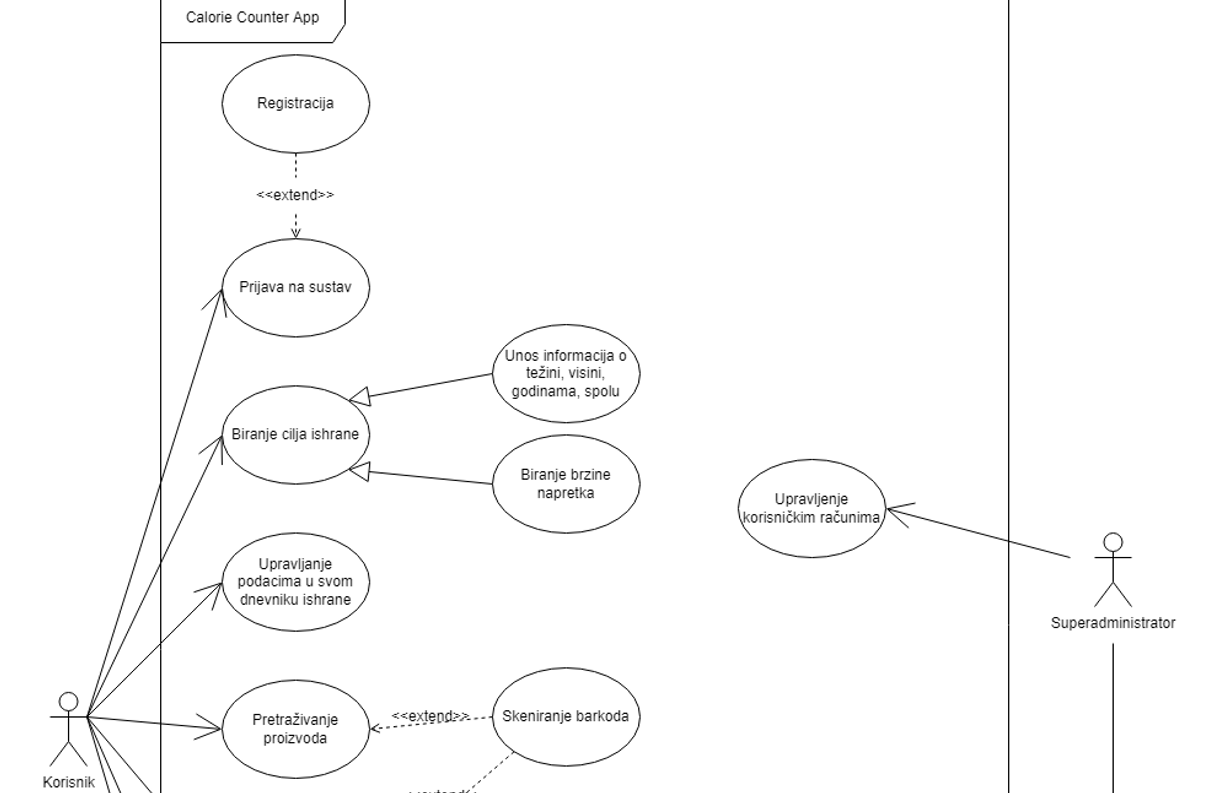 Calorie Counter App
Registracija
<<extend>>
Prijava na sustav
Unos informacija o
težini, visini,
godinama, spolu
Biranje cilja ishrane
Biranje brzine
napretka
Upravljenje
korisničkim računima
Upravljanje
podacima u svom
dnevniku ishrane
Superadministrator
Pretraživanje
proizvoda
<<extend>>
Skeniranje barkoda
Korisnik
<<extend<